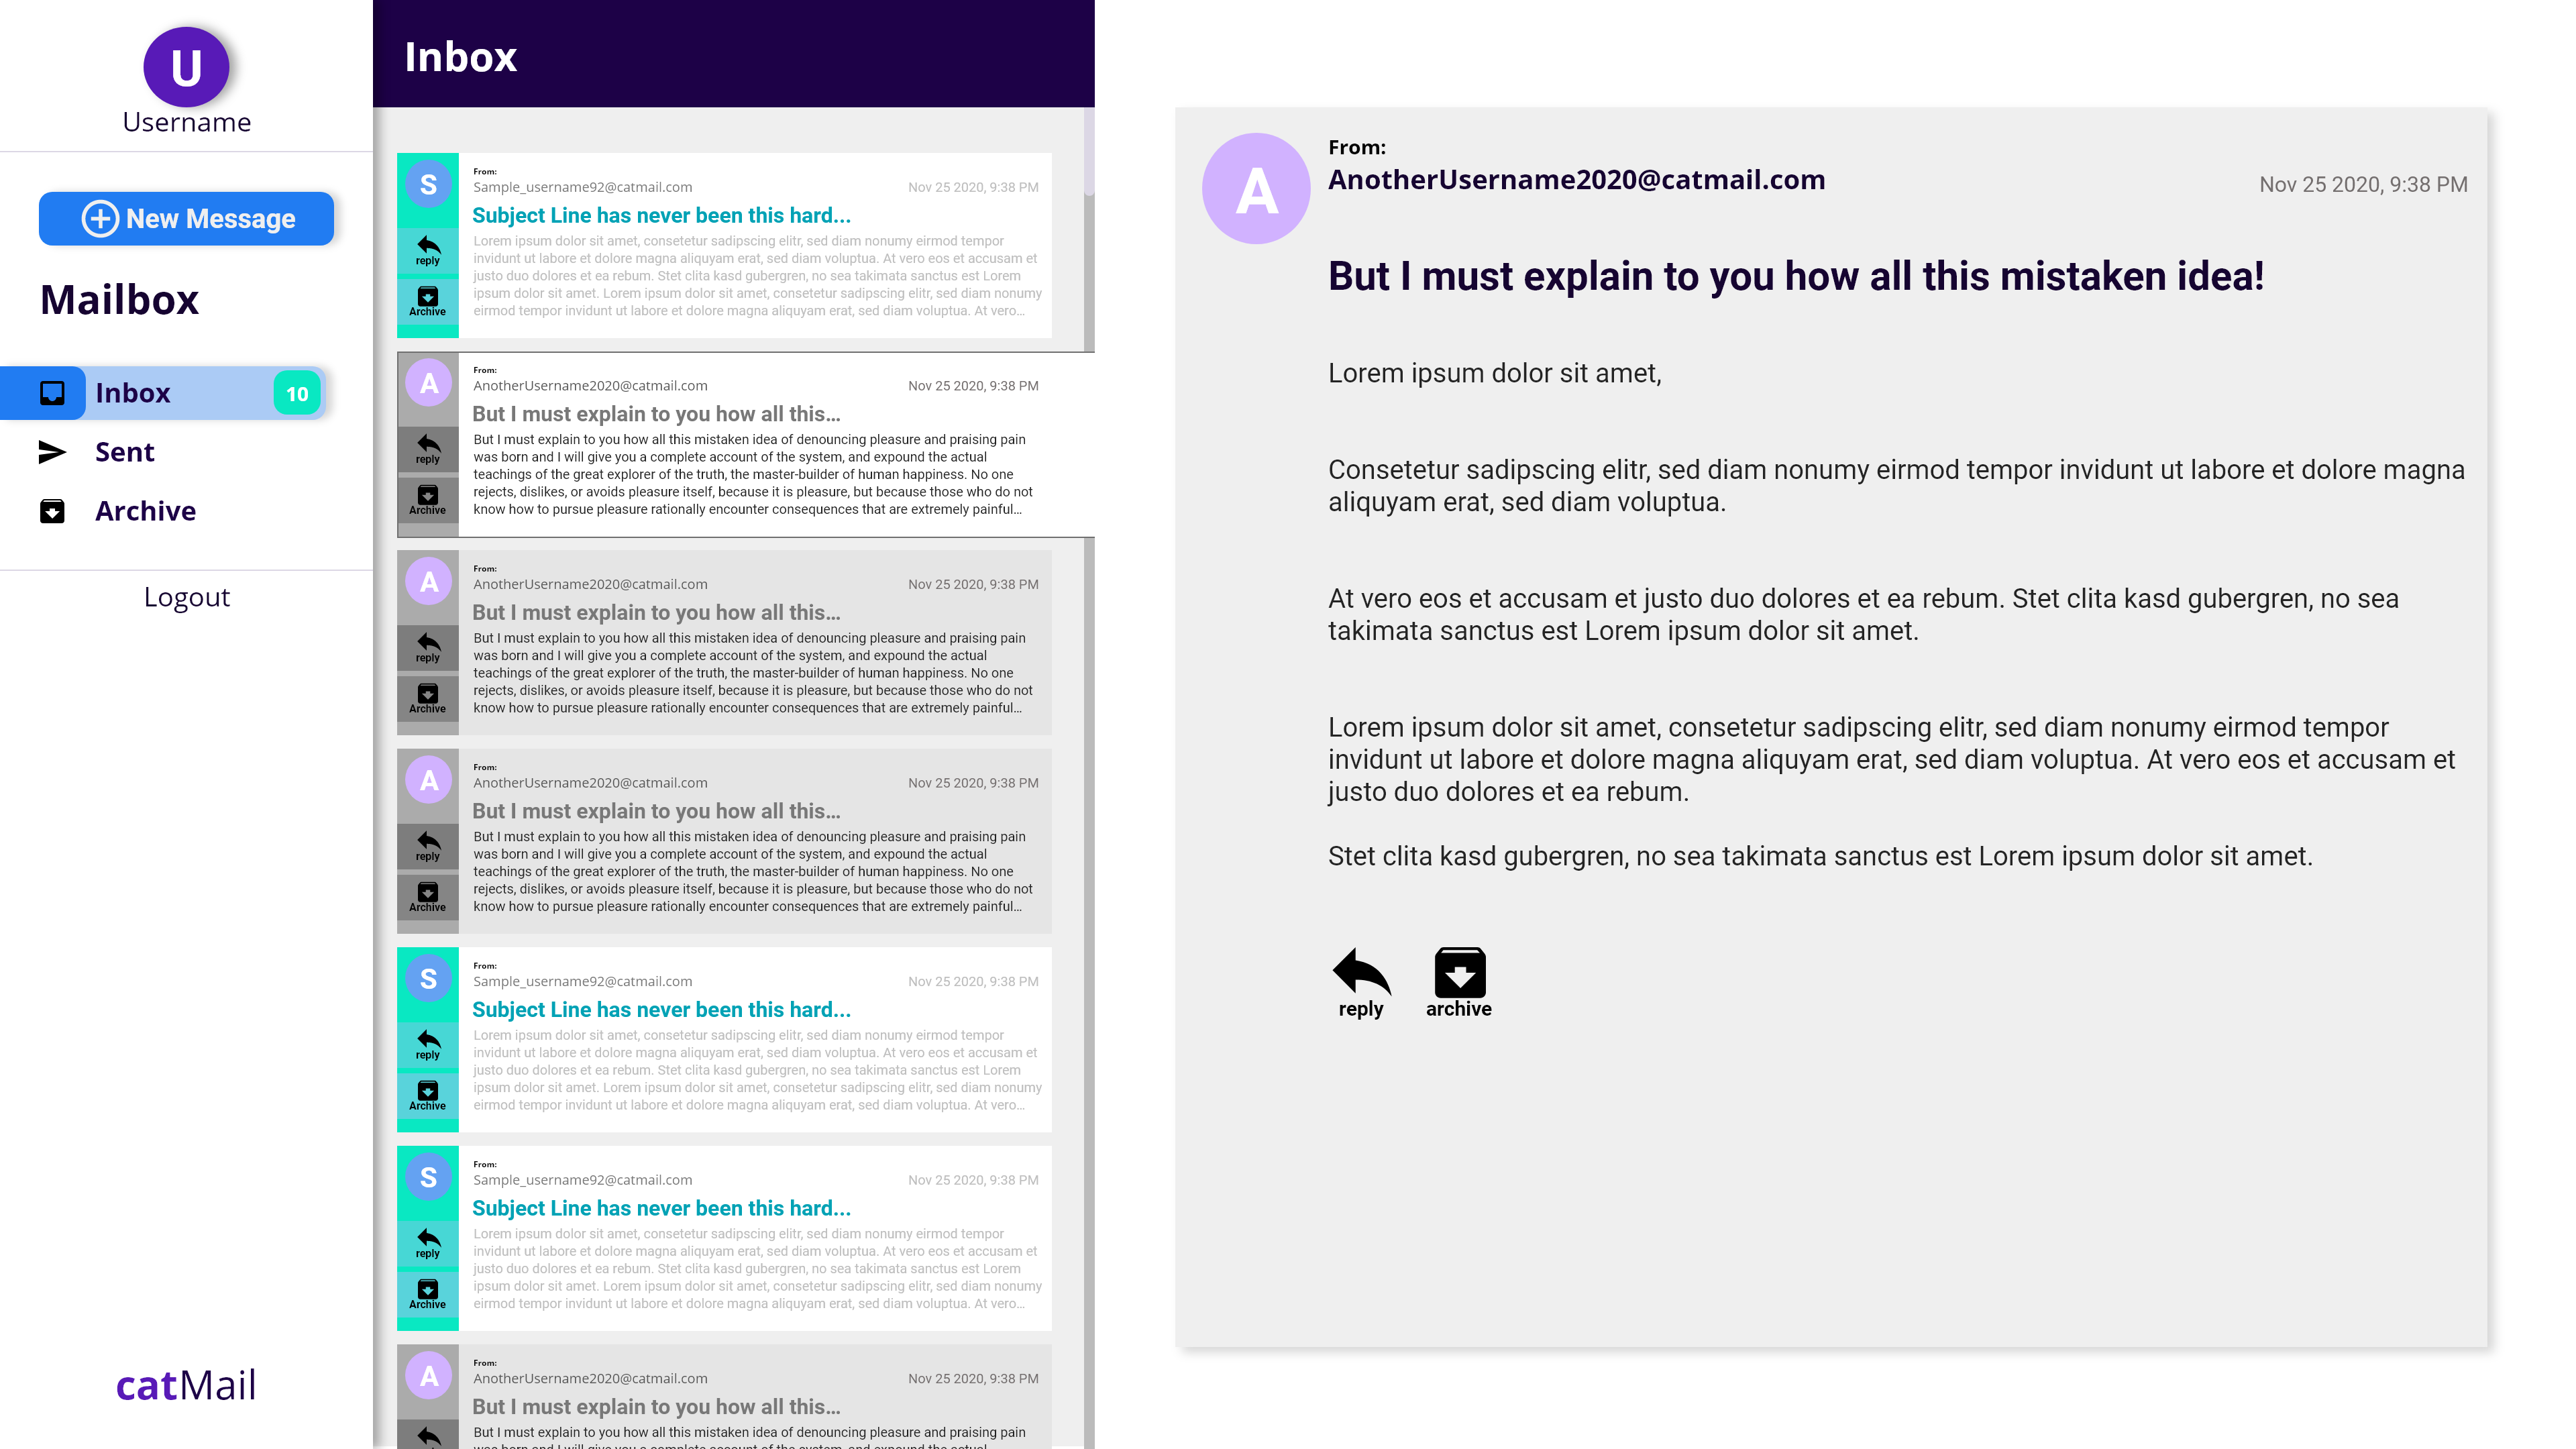 U
Username
New Message
Mailbox
Inbox
10
Sent
Archive
Logout
catMail
Inbox
S
From:
Sample_username92@catmail.com
Nov 25 2020, 9:38 PM
Subject Line has never been this hard...
Lorem ipsum dolor sit amet, consetetur sadipscing elitr, sed diam nonumy eirmod tempor
invidunt ut labore et dolore magna aliquyam erat, sed diam voluptua. At vero eos et accusam et
justo duo dolores et ea rebum. Stet clita kasd gubergren, no sea takimata sanctus est Lorem
ipsum dolor sit amet. Lorem ipsum dolor sit amet, consetetur sadipscing elitr, sed diam nonumy
eirmod tempor invidunt ut labore et dolore magna aliquyam erat, sed diam voluptua. At vero...
reply
Archive
A
From:
AnotherUsername2020@catmail.com
Nov 25 2020, 9:38 PM
But I must explain to you how all this...
But I must explain to you how all this mistaken idea of denouncing pleasure and praising pain
was born and I will give you a complete account of the system, and expound the actual
teachings of the great explorer of the truth, the master-builder of human happiness. No one
rejects, dislikes, or avoids pleasure itself, because it is pleasure, but because those who do not
know how to pursue pleasure rationally encounter consequences that are extremely painful...
reply
Archive
A
From:
AnotherUsername2020@catmail.com
Nov 25 2020, 9:38 PM
But I must explain to you how all this...
But I must explain to you how all this mistaken idea of denouncing pleasure and praising pain
was born and I will give you a complete account of the system, and expound the actual
teachings of the great explorer of the truth, the master-builder of human happiness. No one
rejects, dislikes, or avoids pleasure itself, because it is pleasure, but because those who do not
know how to pursue pleasure rationally encounter consequences that are extremely painful...
reply
Archive
A
From:
AnotherUsername2020@catmail.com
Nov 25 2020, 9:38 PM
But I must explain to you how all this...
But I must explain to you how all this mistaken idea of denouncing pleasure and praising pain
was born and I will give you a complete account of the system, and expound the actual
teachings of the great explorer of the truth, the master-builder of human happiness. No one
rejects, dislikes, or avoids pleasure itself, because it is pleasure, but because those who do not
know how to pursue pleasure rationally encounter consequences that are extremely painful...
reply
Archive
S
From:
Sample_username92@catmail.com
Nov 25 2020, 9:38 PM
Subject Line has never been this hard...
Lorem ipsum dolor sit amet, consetetur sadipscing elitr, sed diam nonumy eirmod tempor
invidunt ut labore et dolore magna aliquyam erat, sed diam voluptua. At vero eos et accusam et
justo duo dolores et ea rebum. Stet clita kasd gubergren, no sea takimata sanctus est Lorem
ipsum dolor sit amet. Lorem ipsum dolor sit amet, consetetur sadipscing elitr, sed diam nonumy
eirmod tempor invidunt ut labore et dolore magna aliquyam erat, sed diam voluptua. At vero...
reply
Archive
S
From:
Sample_username92@catmail.com
Nov 25 2020, 9:38 PM
Subject Line has never been this hard...
Lorem ipsum dolor sit amet, consetetur sadipscing elitr, sed diam nonumy eirmod tempor
invidunt ut labore et dolore magna aliquyam erat, sed diam voluptua. At vero eos et accusam et
justo duo dolores et ea rebum. Stet clita kasd gubergren, no sea takimata sanctus est Lorem
ipsum dolor sit amet. Lorem ipsum dolor sit amet, consetetur sadipscing elitr, sed diam nonumy
eirmod tempor invidunt ut labore et dolore magna aliquyam erat, sed diam voluptua. At vero...
reply
Archive
A
From:
AnotherUsername2020@catmail.com
Nov 25 2020, 9:38 PM
But I must explain to you how all this...
But I must explain to you how all this mistaken idea of denouncing pleasure and praising pain
A
From:
AnotherUsername2020@catmail.com
Nov 25 2020, 9:38 PM
But I must explain to you how all this mistaken idea!
Lorem ipsum dolor sit amet,
Consetetur sadipscing elitr, sed diam nonumy eirmod tempor invidunt ut labore et dolore magna
aliquyam erat, sed diam voluptua.
At vero eos et accusam et justo duo dolores et ea rebum. Stet clita kasd gubergren, no sea
takimata sanctus est Lorem ipsum dolor sit amet.
Lorem ipsum dolor sit amet, consetetur sadipscing elitr, sed diam nonumy eirmod tempor
invidunt ut labore et dolore magna aliquyam erat, sed diam voluptua. At vero eos et accusam et
justo duo dolores et ea rebum.
Stet clita kasd gubergren, no sea takimata sanctus est Lorem ipsum dolor sit amet.
reply
archive